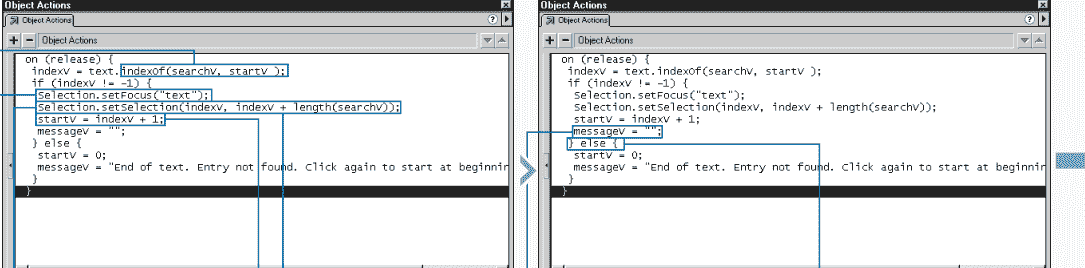 Object Actions
Object Actions
Object Actions
on (release) {
indexV = text.indexOf(searchV, startV );
if (indexV != -1) {
Selection.setFocus("text");
Selection.setSelection(indexV, indexV + length(searchV));
startV = indexV + 1;
messageV = "";
} else {
startV = 0;
messageV = "End of text. Entry not found. Click again to start at beginnin
}
}
Object Actions
Object Actions
Object Actions
on (release) {
indexV = text.indexOf(searchV, startV );
if (indexV != -1) {
Selection.setFocus("text");
Selection.setSelection(indexV, indexV + length(searchV));
startV = indexV + 1;
messageV = "";
} else {
startV = 0;
messageV = "End of text. Entry not found. Click again to start at beginnin
}
}